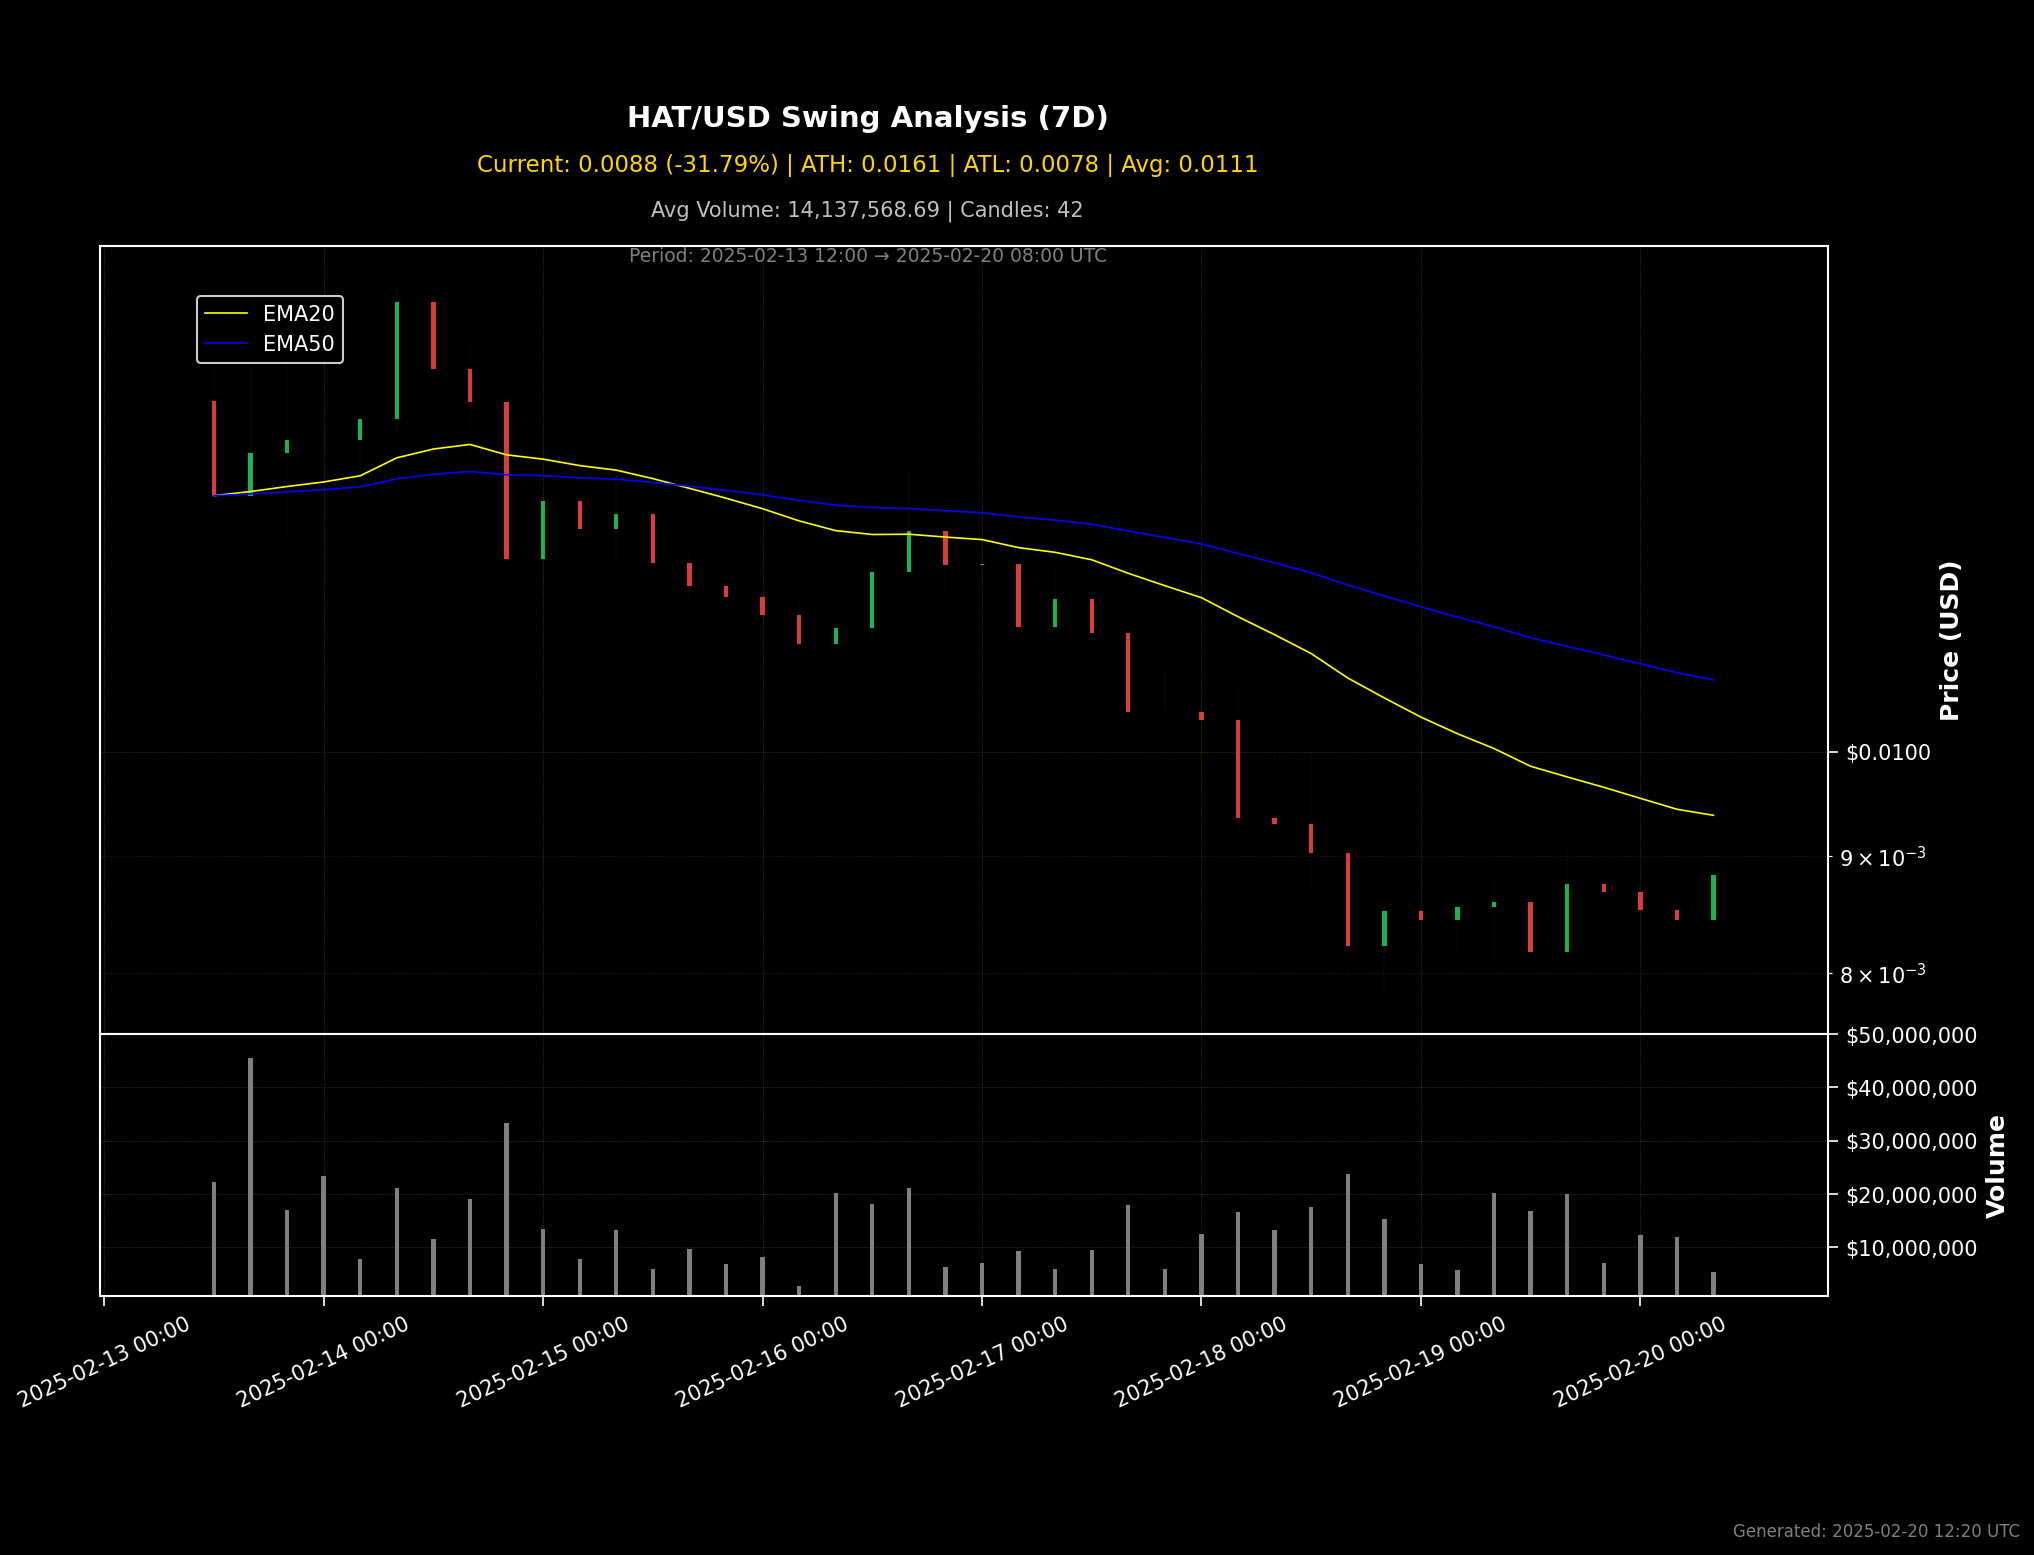 HAT/USD Swing Analysis (7D)
Current: 0.0088 (-31.79%) | ATH: 0.0161 | ATL: 0.0078 | Avg: 0.0111
Avg Volume: 14,137,568.69 | Candles: 42
Period: 2025-02-13 12:00 → 2025-02-20 08:00 UTC
EMA20
EMA50
Price (USD)
$0.0100
9 × 10⁻³
8 × 10⁻³
$50,000,000
$40,000,000
$30,000,000
$20,000,000
$10,000,000
Volume
2025-02-13 00:00
2025-02-14 00:00
2025-02-15 00:00
2025-02-16 00:00
2025-02-17 00:00
2025-02-18 00:00
2025-02-19 00:00
2025-02-20 00:00
Generated: 2025-02-20 12:20 UTC